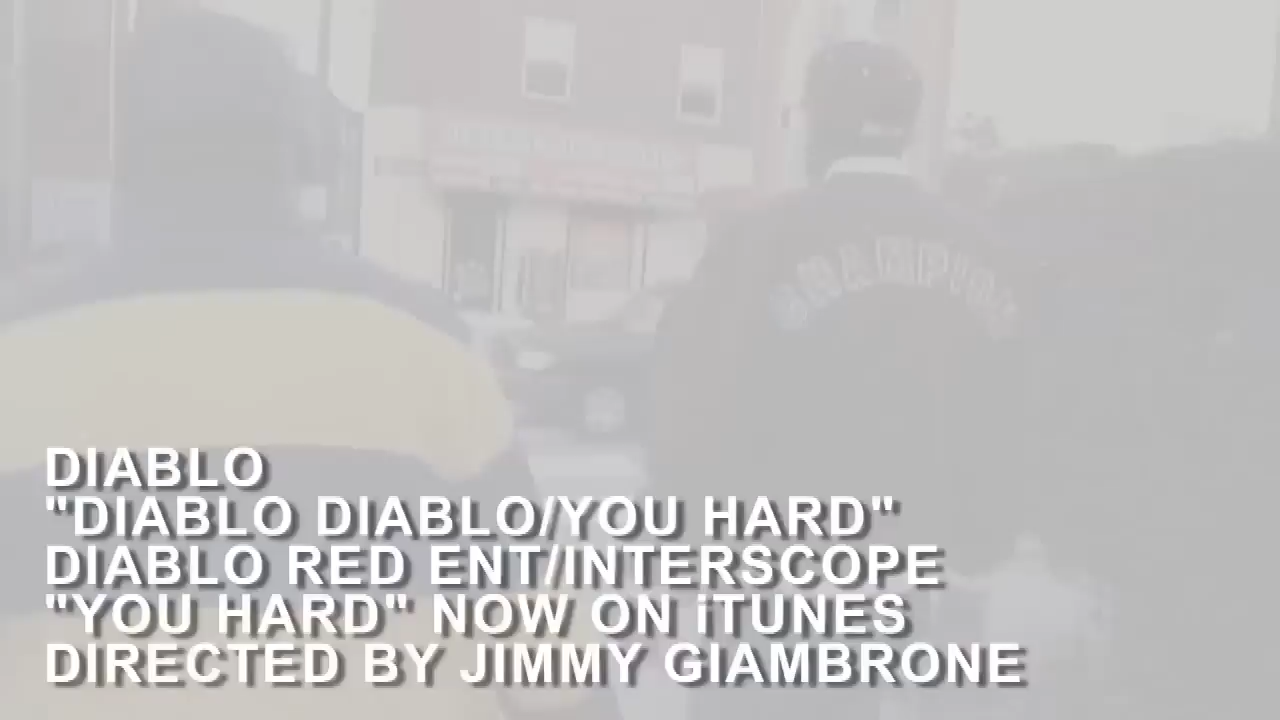 DIABLO
"DIABLO DIABLO/YOU HARD"
DIABLO RED ENT/INTERSCOPE
"YOU HARD" NOW ON iTUNES
DIRECTED BY JIMMY GIAMBRONE